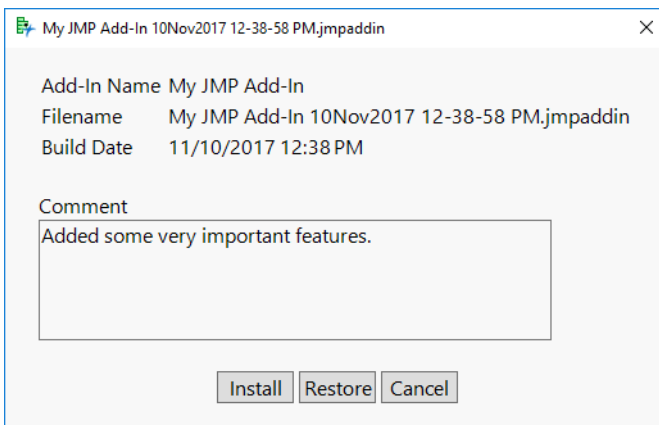 My JMP Add-In 10Nov2017 12-38-58 PM.jmpaddin
Add-In Name My JMP Add-In
Filename My JMP Add-In 10Nov2017 12-38-58 PM.jmpaddin
Build Date 11/10/2017 12:38 PM
Comment
Added some very important features.
Install Restore Cancel